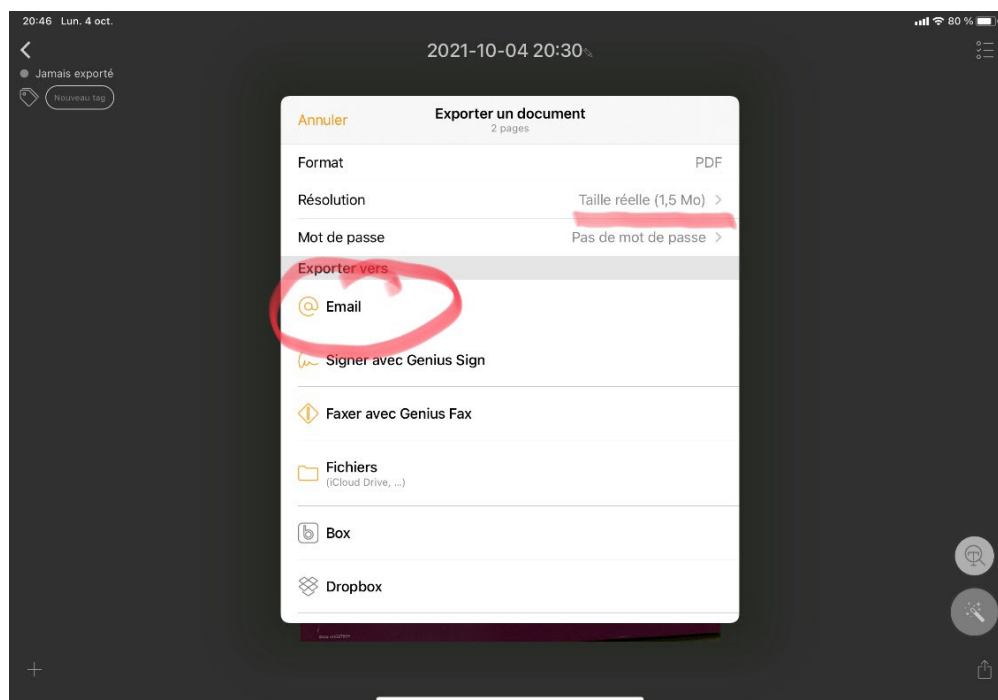 20:46 Lun. 4 oct.
80 %
2021-10-04 20:30
Jamais exporté
Nouveau tag
Annuler
Exporter un document
2 pages
Format
PDF
Résolution
Taille réelle (1,5 Mo)
Mot de passe
Pas de mot de passe
Exporter vers
Email
Signer avec Genius Sign
Faxer avec Genius Fax
Fichiers
(iCloud Drive, ...)
Box
Dropbox